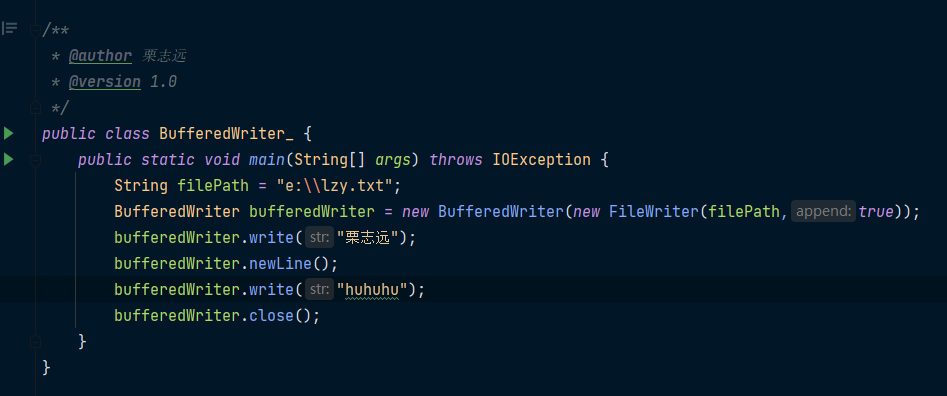 /**
 * @author 栗志远
 * @version 1.0
 */
public class BufferedWriter_ {
    public static void main(String[] args) throws IOException {
        String filePath = "e:\\lzy.txt";
        BufferedWriter bufferedWriter = new BufferedWriter(new FileWriter(filePath, append: true));
        bufferedWriter.write( str: "栗志远");
        bufferedWriter.newLine();
        bufferedWriter.write( str: "huhuhu");
        bufferedWriter.close();
    }
}